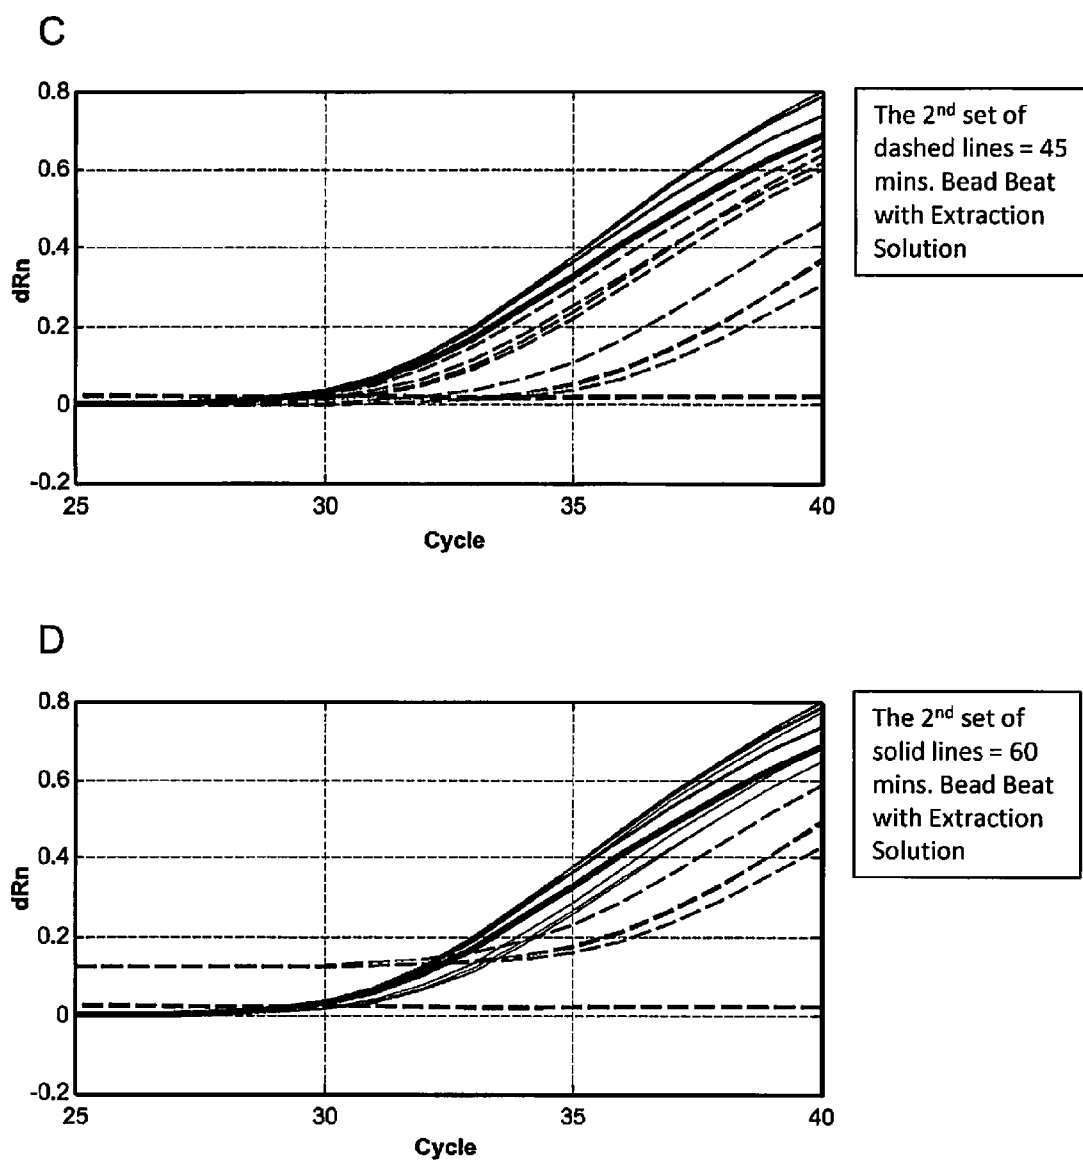 C
0.8
0.6
0.4
0.2
0
-0.2
dRn
25
30
35
40
Cycle
The 2nd set of
dashed lines = 45
mins. Bead Beat
with Extraction
Solution
D
0.8
0.6
0.4
0.2
0
-0.2
dRn
25
30
35
40
Cycle
The 2nd set of
solid lines = 60
mins. Bead Beat
with Extraction
Solution